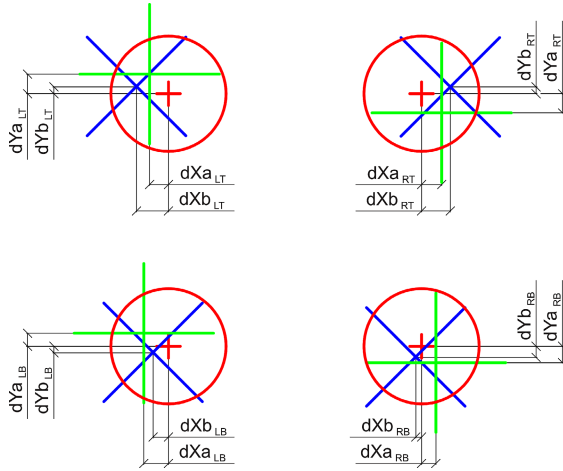 dYa LT
dYb LT
dXa LT
dXb LT
dYb RT
dYa RT
dXa RT
dXb RT
dYa LB
dYb LB
dXb LB
dXa LB
dYb RB
dYa RB
dXb RB
dXa RB